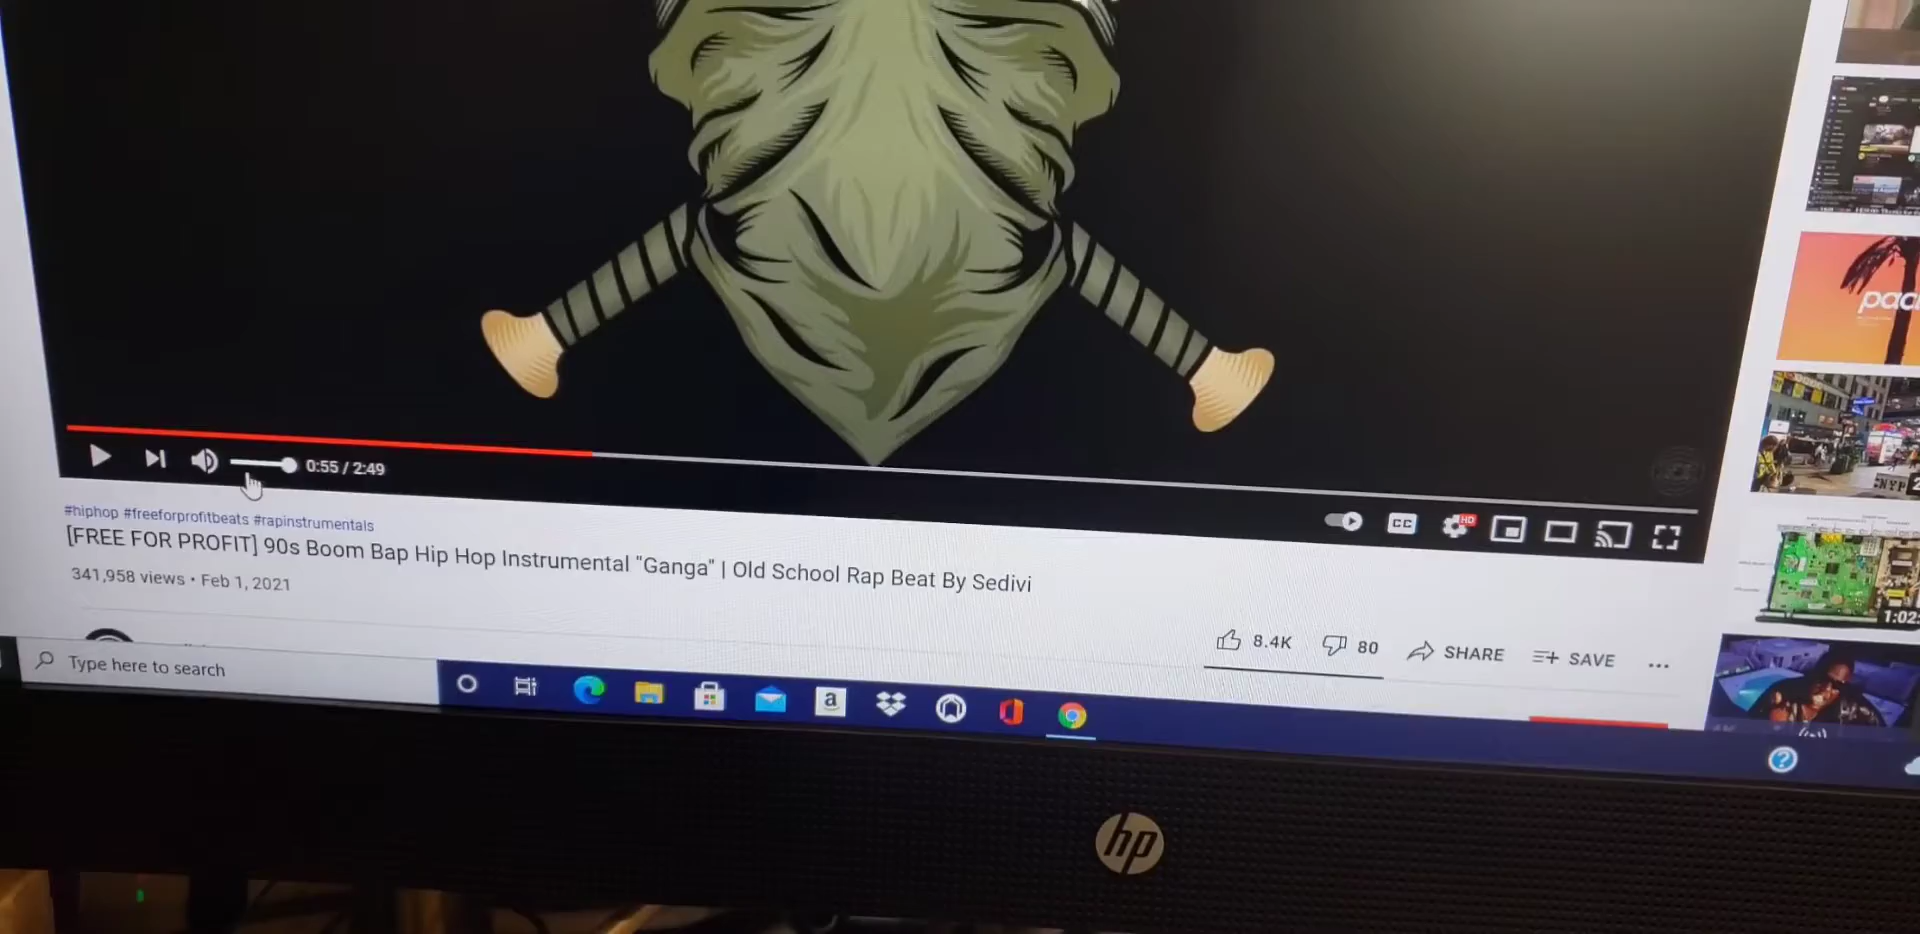 0:55 / 2:49
CC
HD
#hiphop #freeforprofitbeats #rapinstrumentals
[FREE FOR PROFIT] 90s Boom Bap Hip Hop Instrumental "Ganga" | Old School Rap Beat By Sedivi
341,958 views • Feb 1, 2021
8.4K
80
SHARE
SAVE
Type here to search
a
?
hp